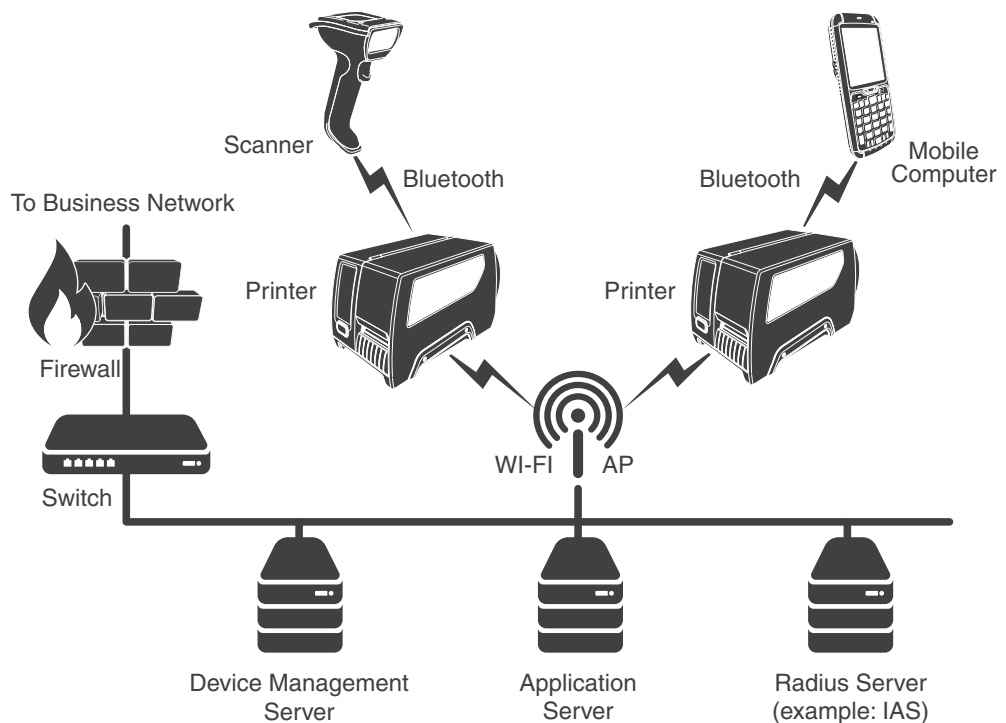 Scanner
Bluetooth
Bluetooth
Mobile
Computer
To Business Network
Printer
Printer
Firewall
WI-FI
AP
Switch
Device Management
Server
Application
Server
Radius Server
(example: IAS)